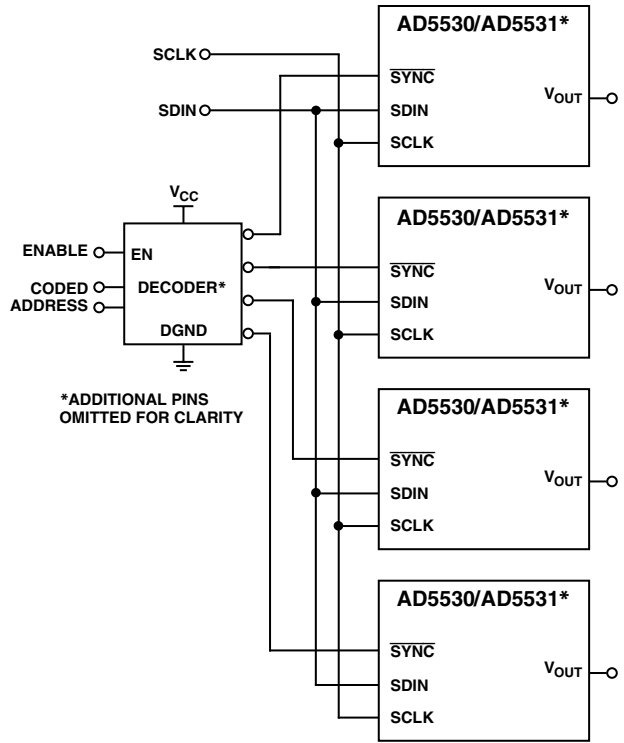 SCLK
SDIN
VCC
ENABLE
EN
CODED
ADDRESS
DECODER*
DGND
*ADDITIONAL PINS
OMITTED FOR CLARITY
AD5530/AD5531*
SYNC
SDIN
SCLK
VOUT
AD5530/AD5531*
SYNC
SDIN
SCLK
VOUT
AD5530/AD5531*
SYNC
SDIN
SCLK
VOUT
AD5530/AD5531*
SYNC
SDIN
SCLK
VOUT